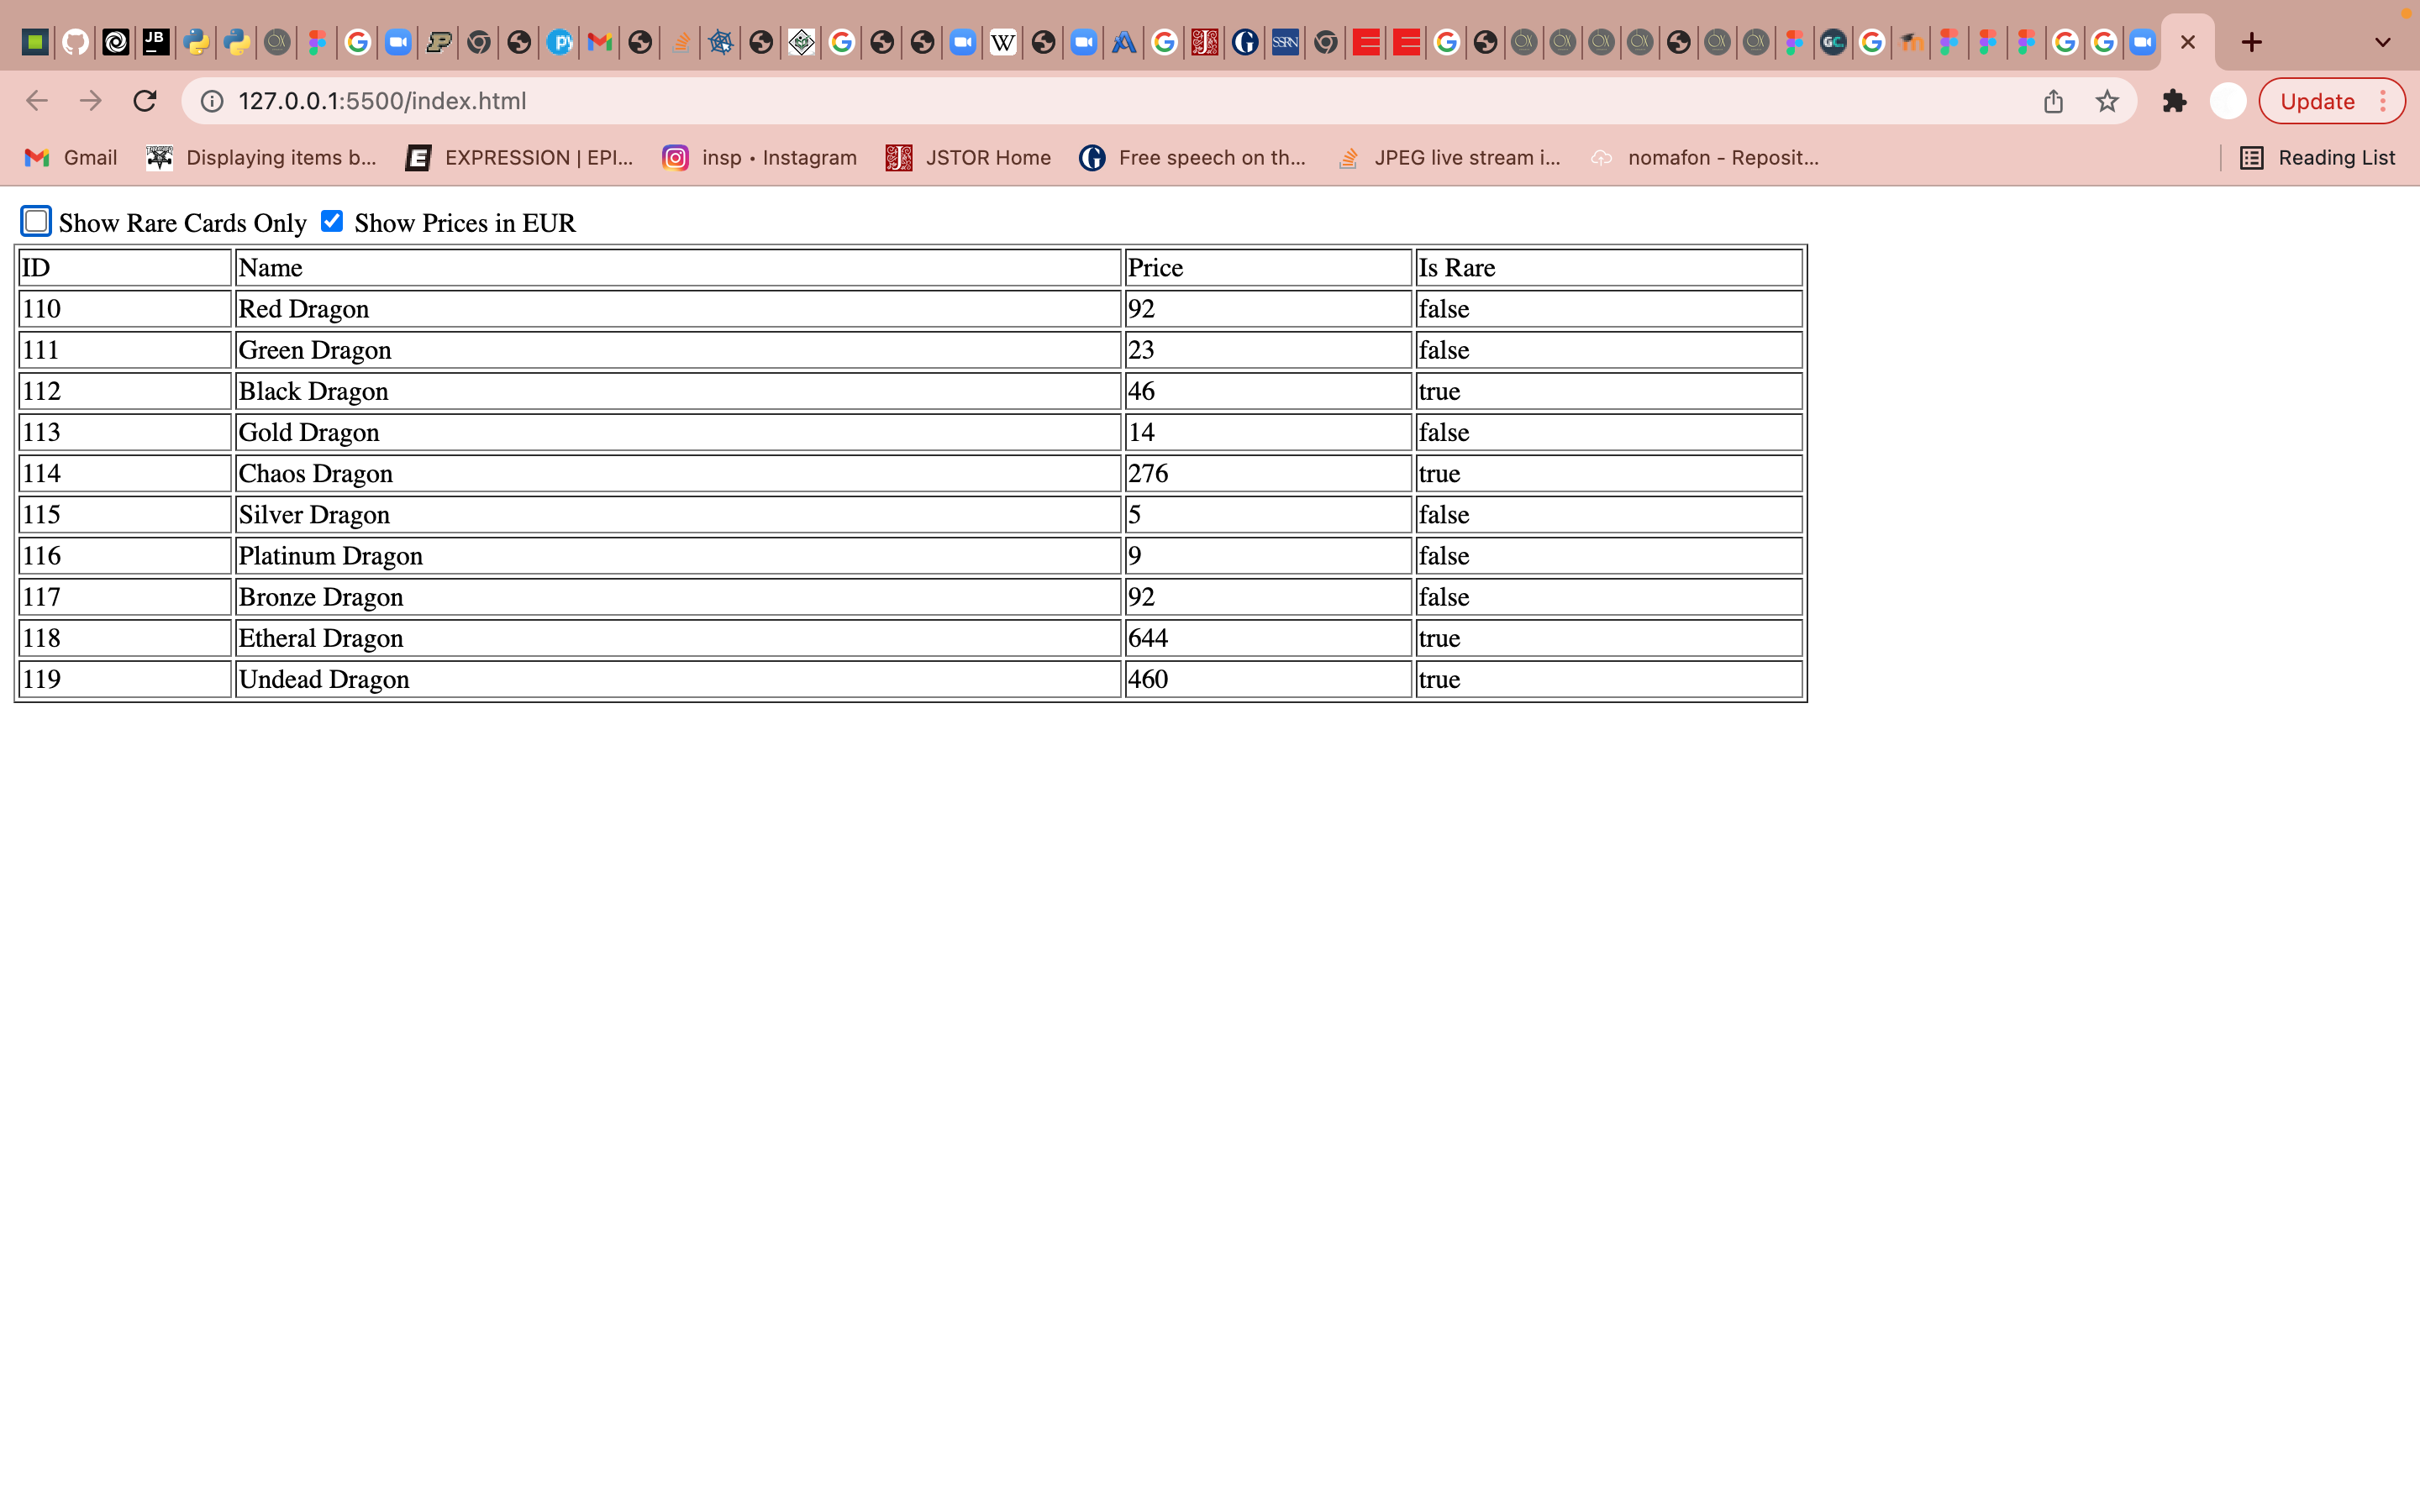 JB py W SSRN GC
127.0.0.1:5500/index.html Update
Gmail Displaying items b... EXPRESSION | EPI... insp • Instagram JSTOR Home Free speech on th... JPEG live stream i... nomafon - Reposit... Reading List
Show Rare Cards Only Show Prices in EUR
ID Name Price Is Rare
110 Red Dragon 92 false
111 Green Dragon 23 false
112 Black Dragon 46 true
113 Gold Dragon 14 false
114 Chaos Dragon 276 true
115 Silver Dragon 5 false
116 Platinum Dragon 9 false
117 Bronze Dragon 92 false
118 Etheral Dragon 644 true
119 Undead Dragon 460 true